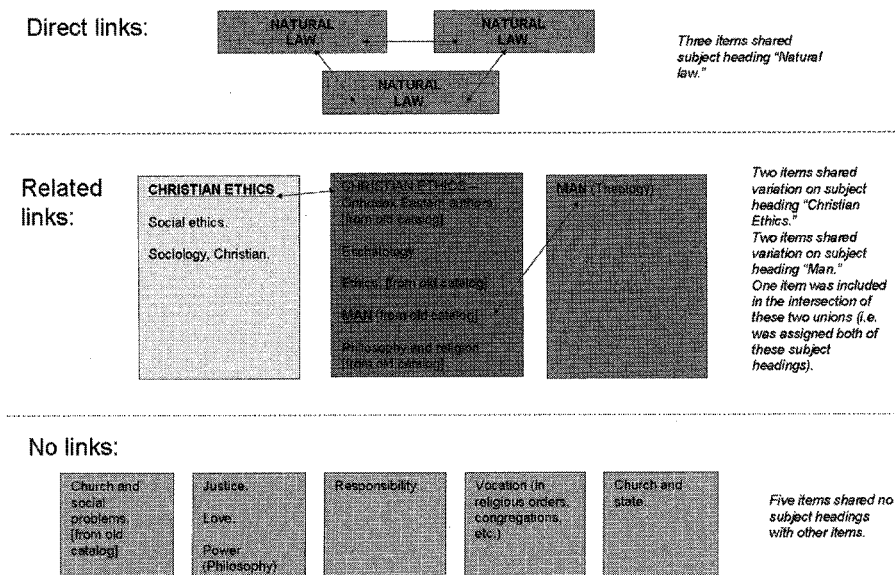 Direct links:
NATURAL
LAW
NATURAL
LAW.
NATURAL
LAW
Three items shared
subject heading "Natural
law."
Related
links:
CHRISTIAN ETHICS
Social ethics.
Sociology, Christian.
CHRISTIAN ETHICS –
Orthodox Eastern authors
[from old catalog]
Eschatology
Ethics. [from old catalog]
MAN [from old catalog]
Philosophy and religion
[from old catalog]
MAN (Theology)
Two items shared
variation on subject
heading "Christian
Ethics."
Two items shared
variation on subject
heading "Man."
One item was included
in the intersection of
these two unions (i.e.
was assigned both of
these subject
headings).
No links:
Church and
social
problems.
[from old
catalog]
Justice.
Love.
Power
(Philosophy)
Responsibility
Vocation (in
religious orders,
congregations,
etc.)
Church and
state
Five items shared no
subject headings
with other items.